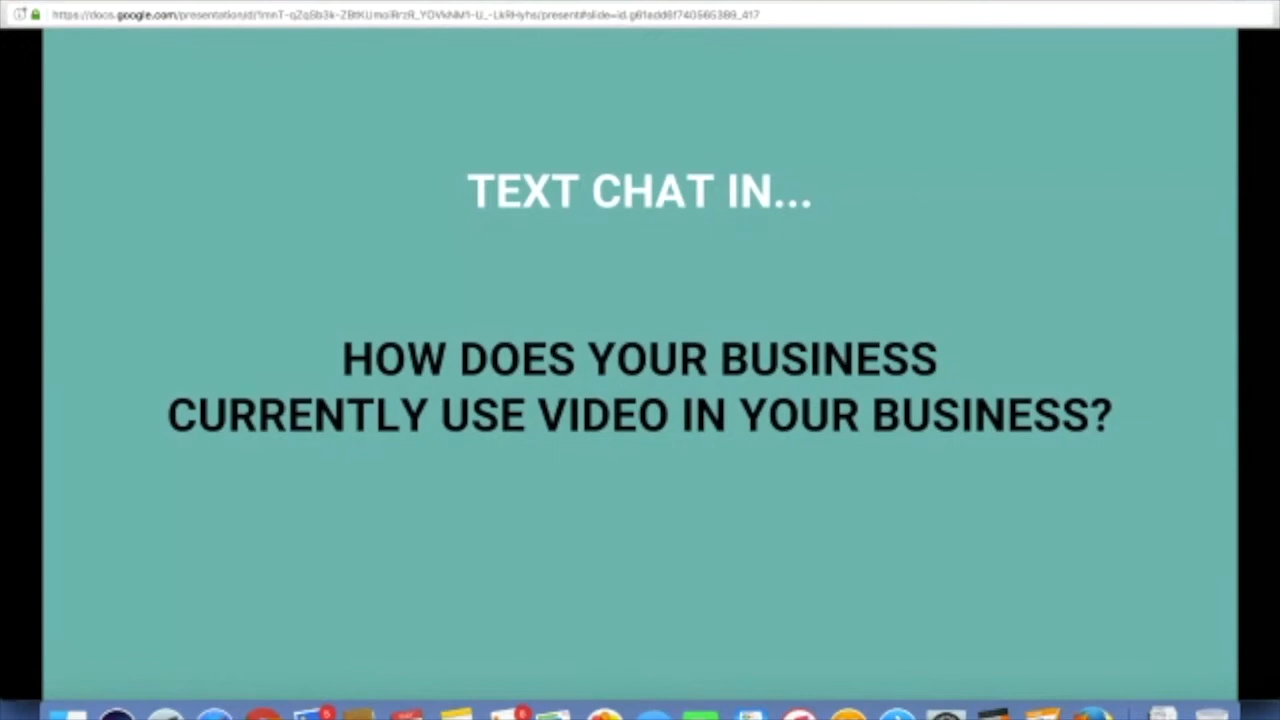 TEXT CHAT IN...
HOW DOES YOUR BUSINESS
CURRENTLY USE VIDEO IN YOUR BUSINESS?